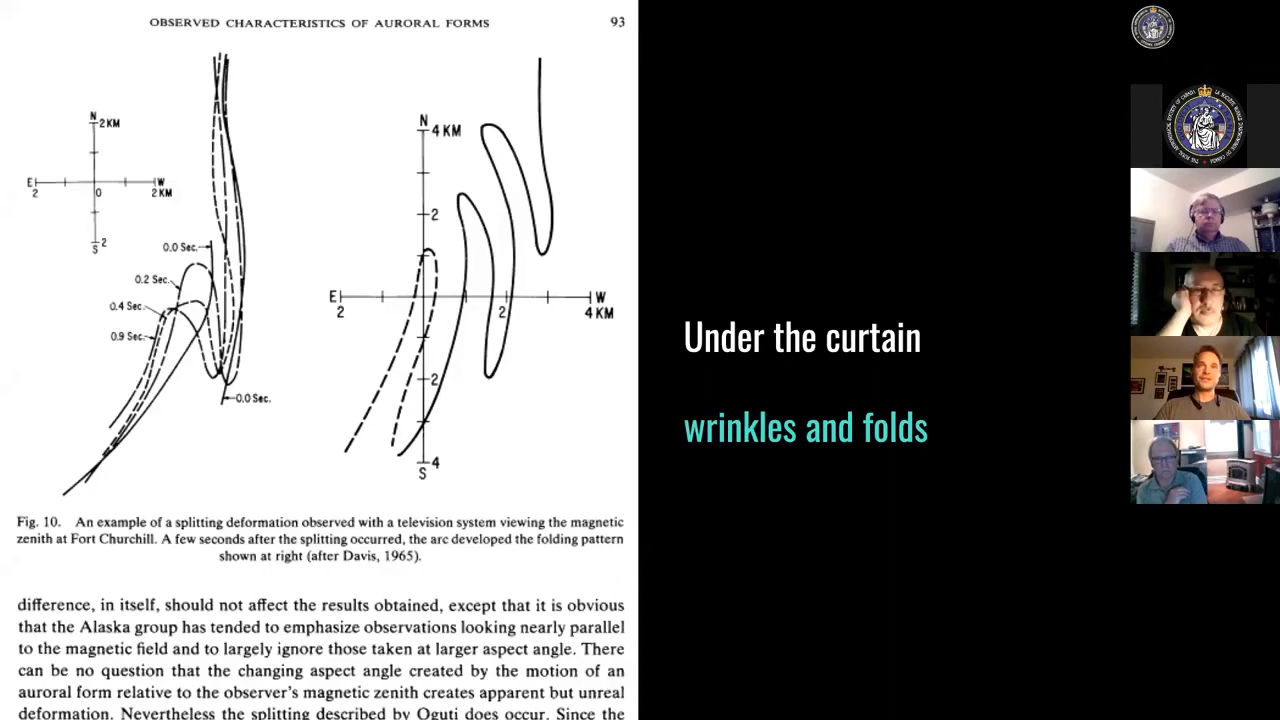 OBSERVED CHARACTERISTICS OF AURORAL FORMS 93
N
2KM
E
2
0
W
2KM
2
S
0.0 Sec.
0.2 Sec.
0.4 Sec.
0.9 Sec.
0.0 Sec.
N
4 KM
2
E
2
2
W
4 KM
2
4
S
Fig. 10. An example of a splitting deformation observed with a television system viewing the magnetic
zenith at Fort Churchill. A few seconds after the splitting occurred, the arc developed the folding pattern
shown at right (after Davis, 1965).
difference, in itself, should not affect the results obtained, except that it is obvious
that the Alaska group has tended to emphasize observations looking nearly parallel
to the magnetic field and to largely ignore those taken at larger aspect angle. There
can be no question that the changing aspect angle created by the motion of an
auroral form relative to the observer's magnetic zenith creates apparent but unreal
deformation. Nevertheless the splitting described by Oguti does occur. Since the
Under the curtain
wrinkles and folds